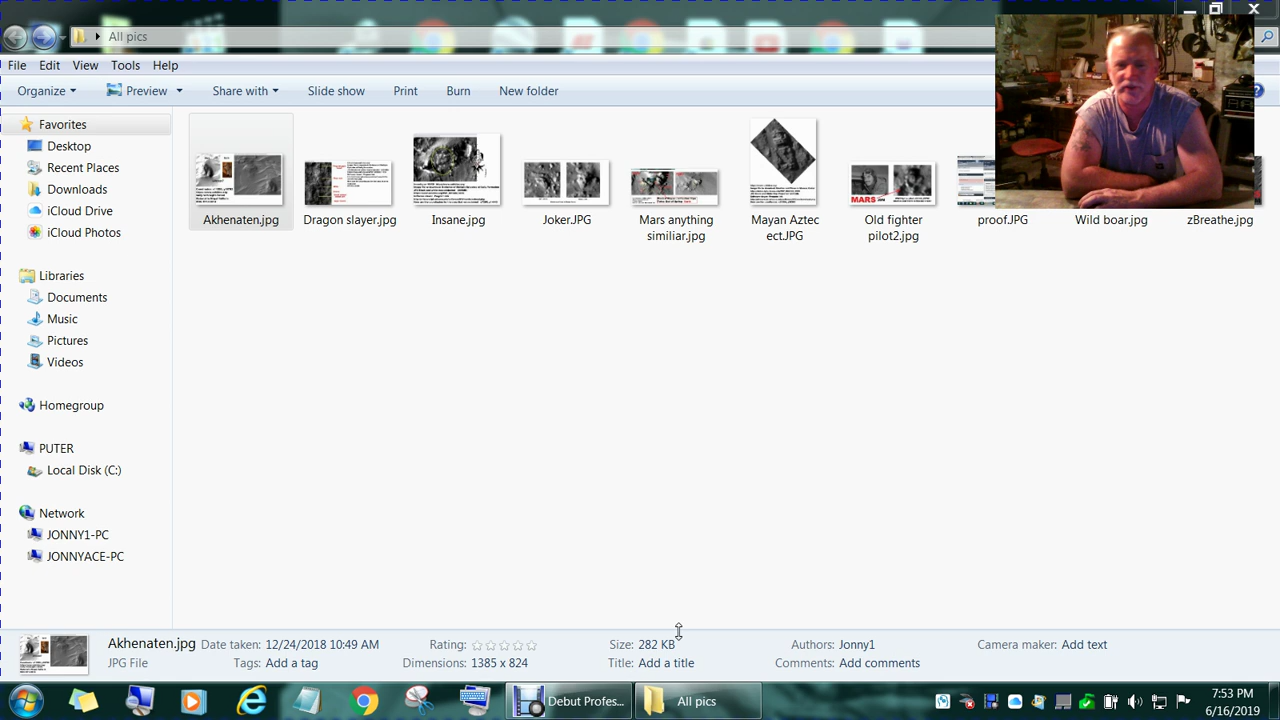 All pics
File Edit View Tools Help
Organize Preview Share with Slide show Print Burn New folder
Favorites
Desktop
Recent Places
Downloads
iCloud Drive
iCloud Photos
Libraries
Documents
Music
Pictures
Videos
Homegroup
PUTER
Local Disk (C:)
Network
JONNY1-PC
JONNYACE-PC
Akhenaten.jpg
Dragon slayer.jpg
Insane.jpg
Joker.JPG
Mars anything
similiar.jpg
Mayan Aztec
ect.JPG
MARS
Old fighter
pilot2.jpg
proof.JPG
Wild boar.jpg
zBreathe.jpg
Akhenaten.jpg Date taken: 12/24/2018 10:49 AM Rating: Size: 282 KB Authors: Jonny1 Camera maker: Add text
JPG File Tags: Add a tag Dimensions: 1385 x 824 Title: Add a title Comments: Add comments
Debut Profes... All pics
7:53 PM
6/16/2019